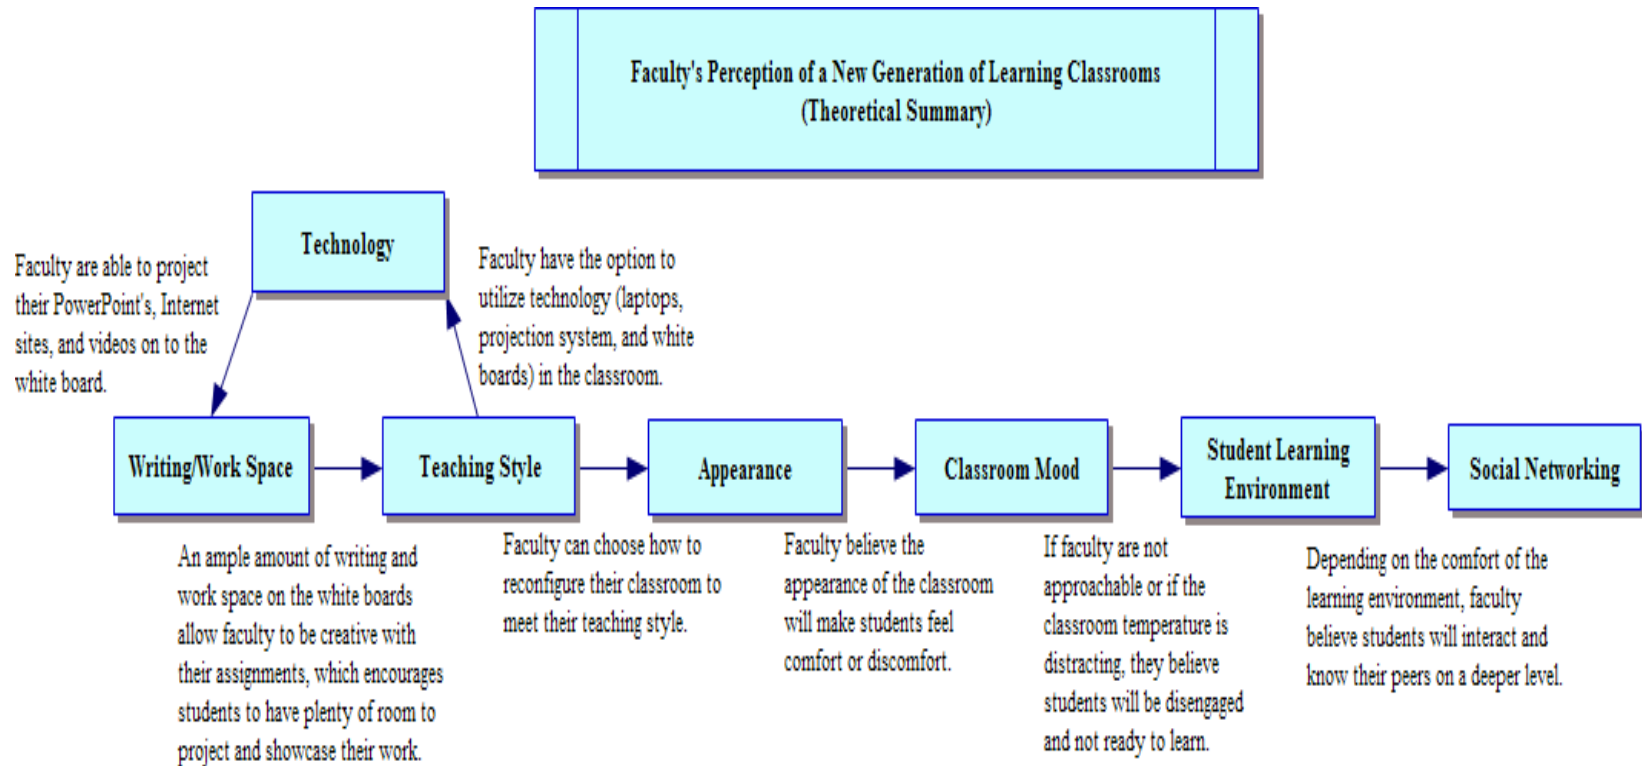 Faculty's Perception of a New Generation of Learning Classrooms
(Theoretical Summary)
Technology
Faculty are able to project
their PowerPoint's, Internet
sites, and videos on to the
white board.
Faculty have the option to
utilize technology (laptops,
projection system, and white
boards) in the classroom.
Writing/Work Space
Teaching Style
Appearance
Classroom Mood
Student Learning
Environment
Social Networking
An ample amount of writing and
work space on the white boards
allow faculty to be creative with
their assignments, which encourages
students to have plenty of room to
project and showcase their work.
Faculty can choose how to
reconfigure their classroom to
meet their teaching style.
Faculty believe the
appearance of the classroom
will make students feel
comfort or discomfort.
If faculty are not
approachable or if the
classroom temperature is
distracting, they believe
students will be disengaged
and not ready to learn.
Depending on the comfort of the
learning environment, faculty
believe students will interact and
know their peers on a deeper level.